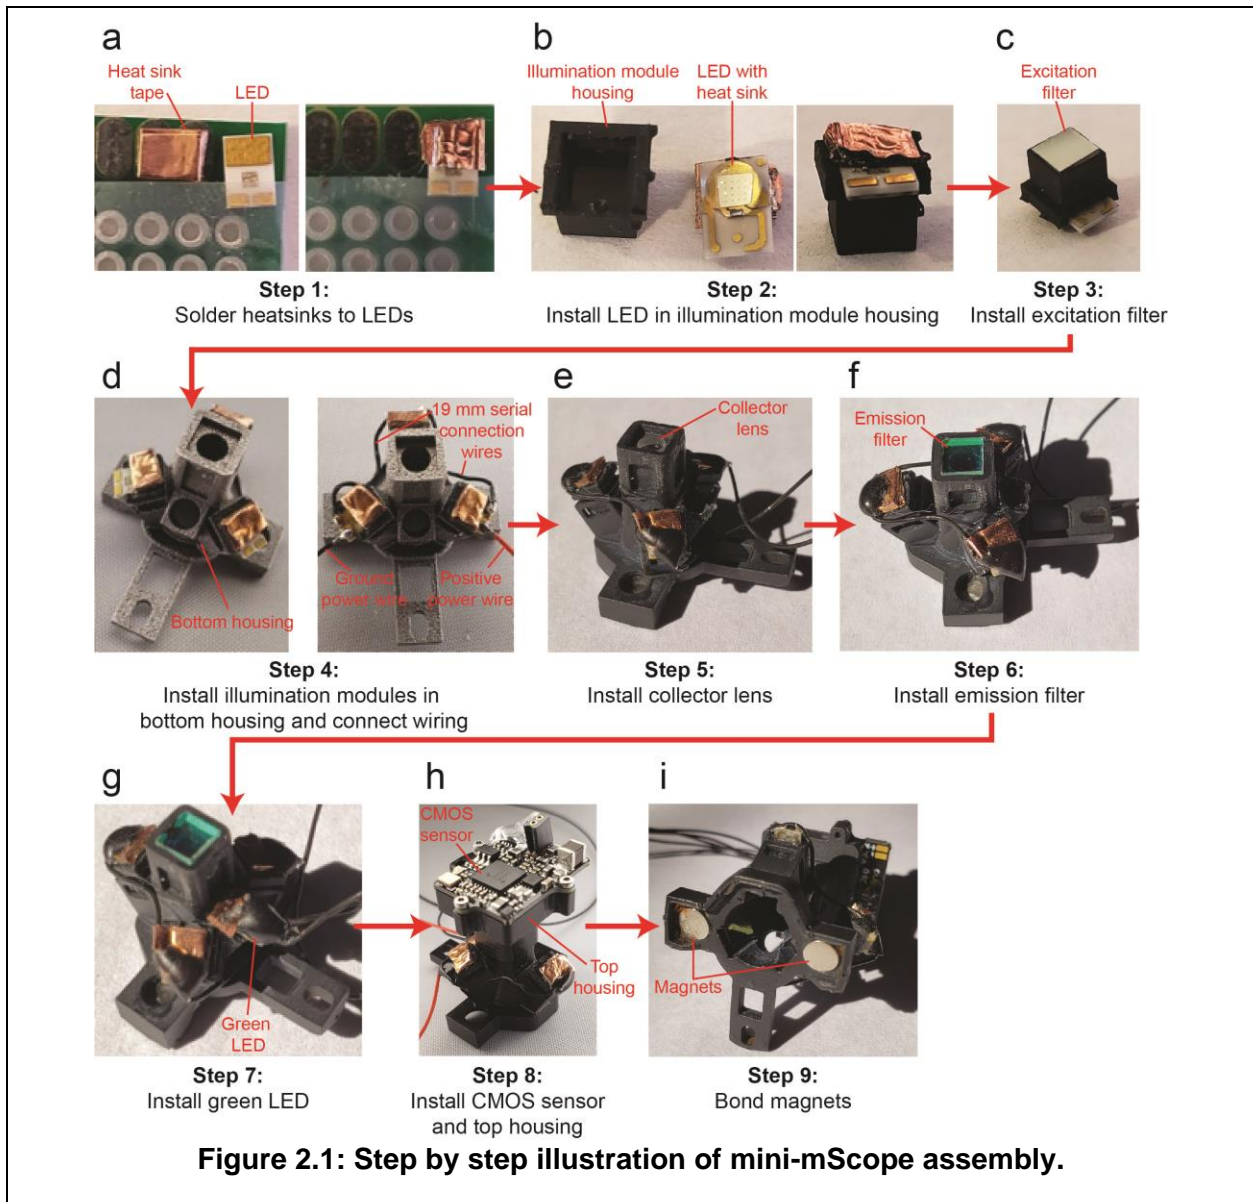 a
Heat sink
tape
LED
Step 1:
Solder heatsinks to LEDs
b
Illumination module
housing
LED with
heat sink
Step 2:
Install LED in illumination module housing
c
Excitation
filter
Step 3:
Install excitation filter
d
Bottom housing
19 mm serial
connection
wires
Ground
power wire
Positive
power wire
Step 4:
Install illumination modules in
bottom housing and connect wiring
e
Collector
lens
Step 5:
Install collector lens
f
Emission
filter
Step 6:
Install emission filter
g
Green
LED
Step 7:
Install green LED
h
CMOS
sensor
Top
housing
Step 8:
Install CMOS sensor
and top housing
i
Magnets
Step 9:
Bond magnets
Figure 2.1: Step by step illustration of mini-mScope assembly.